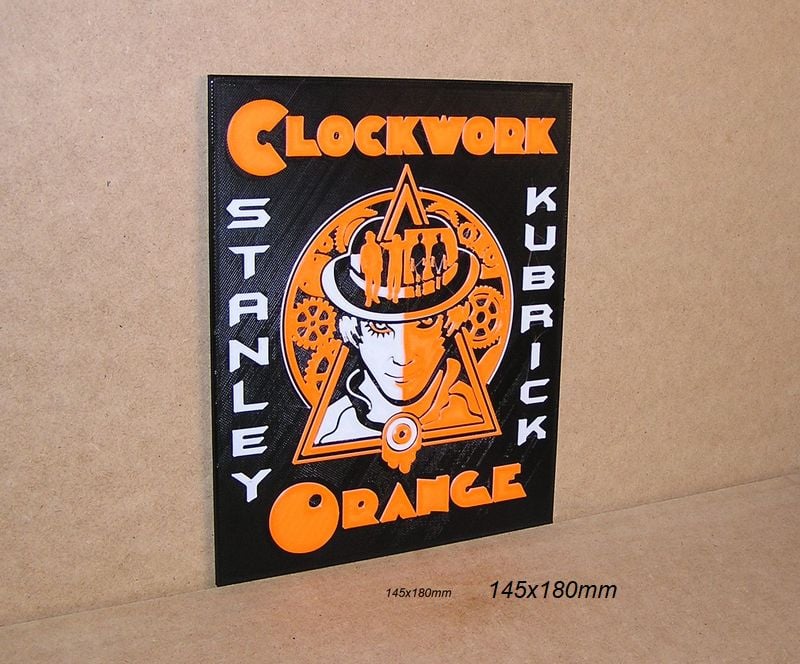 CLOCKWORK
STANLEY
KUBRICK
ORANGE
145x180mm
145x180mm